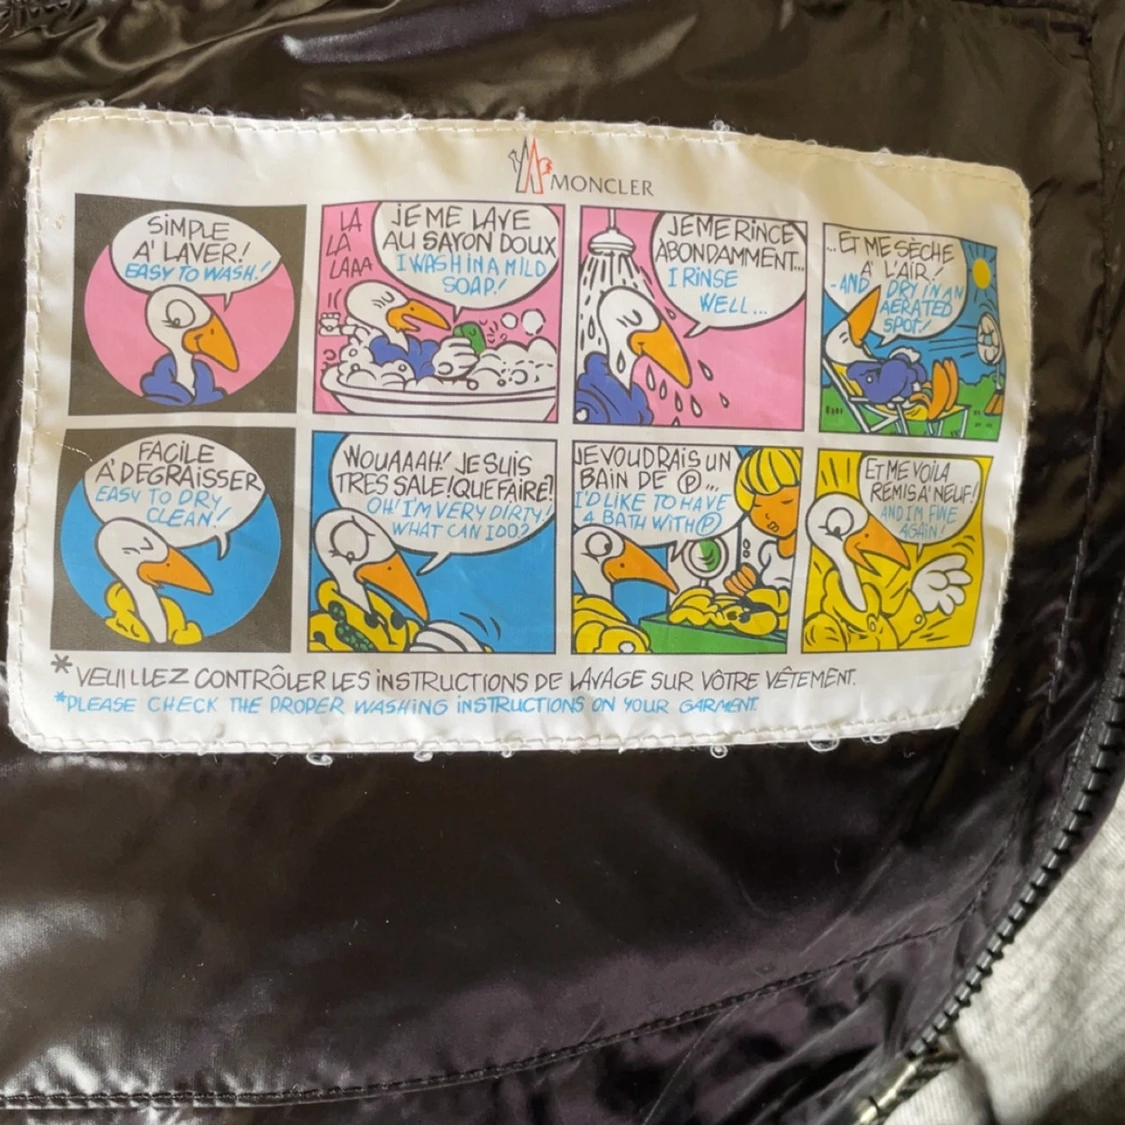 MONCLER
SIMPLE
A' LAVER!
EASY TO WASH!
LA
LA
LAAA
JE ME LAVE
AU SAVON DOUX
I WASH IN A MILD
SOAP!
JE ME RINCE
ABONDAMMENT...
I RINSE
WELL...
...ET ME SÈCHE
A' L'AIR!
-AND I DRY IN AN
AERATED
SPOT!
FACILE
A' DEGRAISSER
EASY TO DRY
CLEAN!
WOUAAAH! JE SUIS
TRES SALE! QUE FAIRE?
OH! I'M VERY DIRTY!
WHAT CAN I DO?
JE VOUDRAIS UN
BAIN DE Ⓟ...
I'D LIKE TO HAVE
A BATH WITH Ⓟ
ET ME VOILA
REMIS A' NEUF!
AND I'M FINE
AGAIN!
*VEUILLEZ CONTRÔLER LES INSTRUCTIONS DE LAVAGE SUR VÔTRE VÊTEMENT.
*PLEASE CHECK THE PROPER WASHING INSTRUCTIONS ON YOUR GARMENT.